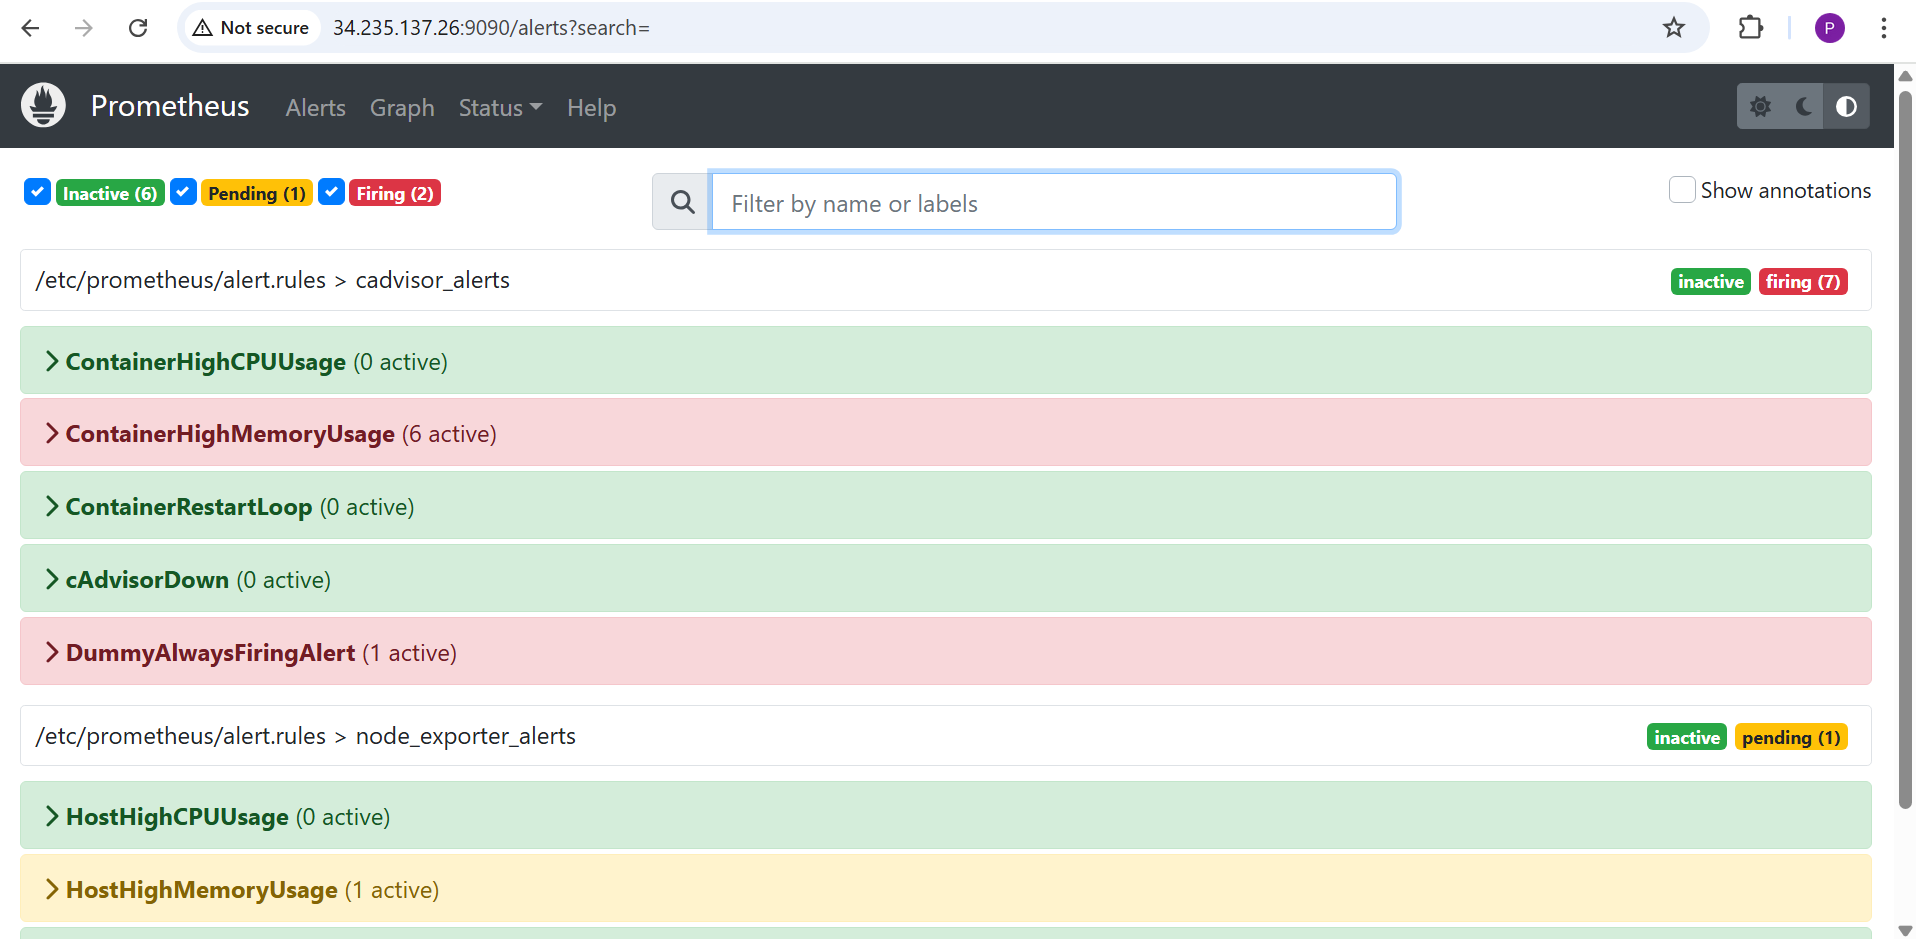 Not secure 34.235.137.26:9090/alerts?search= P
Prometheus Alerts Graph Status Help
Inactive (6) Pending (1) Firing (2) Filter by name or labels Show annotations
/etc/prometheus/alert.rules > cadvisor_alerts inactive firing (7)
ContainerHighCPUUsage (0 active)
ContainerHighMemoryUsage (6 active)
ContainerRestartLoop (0 active)
cAdvisorDown (0 active)
DummyAlwaysFiringAlert (1 active)
/etc/prometheus/alert.rules > node_exporter_alerts inactive pending (1)
HostHighCPUUsage (0 active)
HostHighMemoryUsage (1 active)